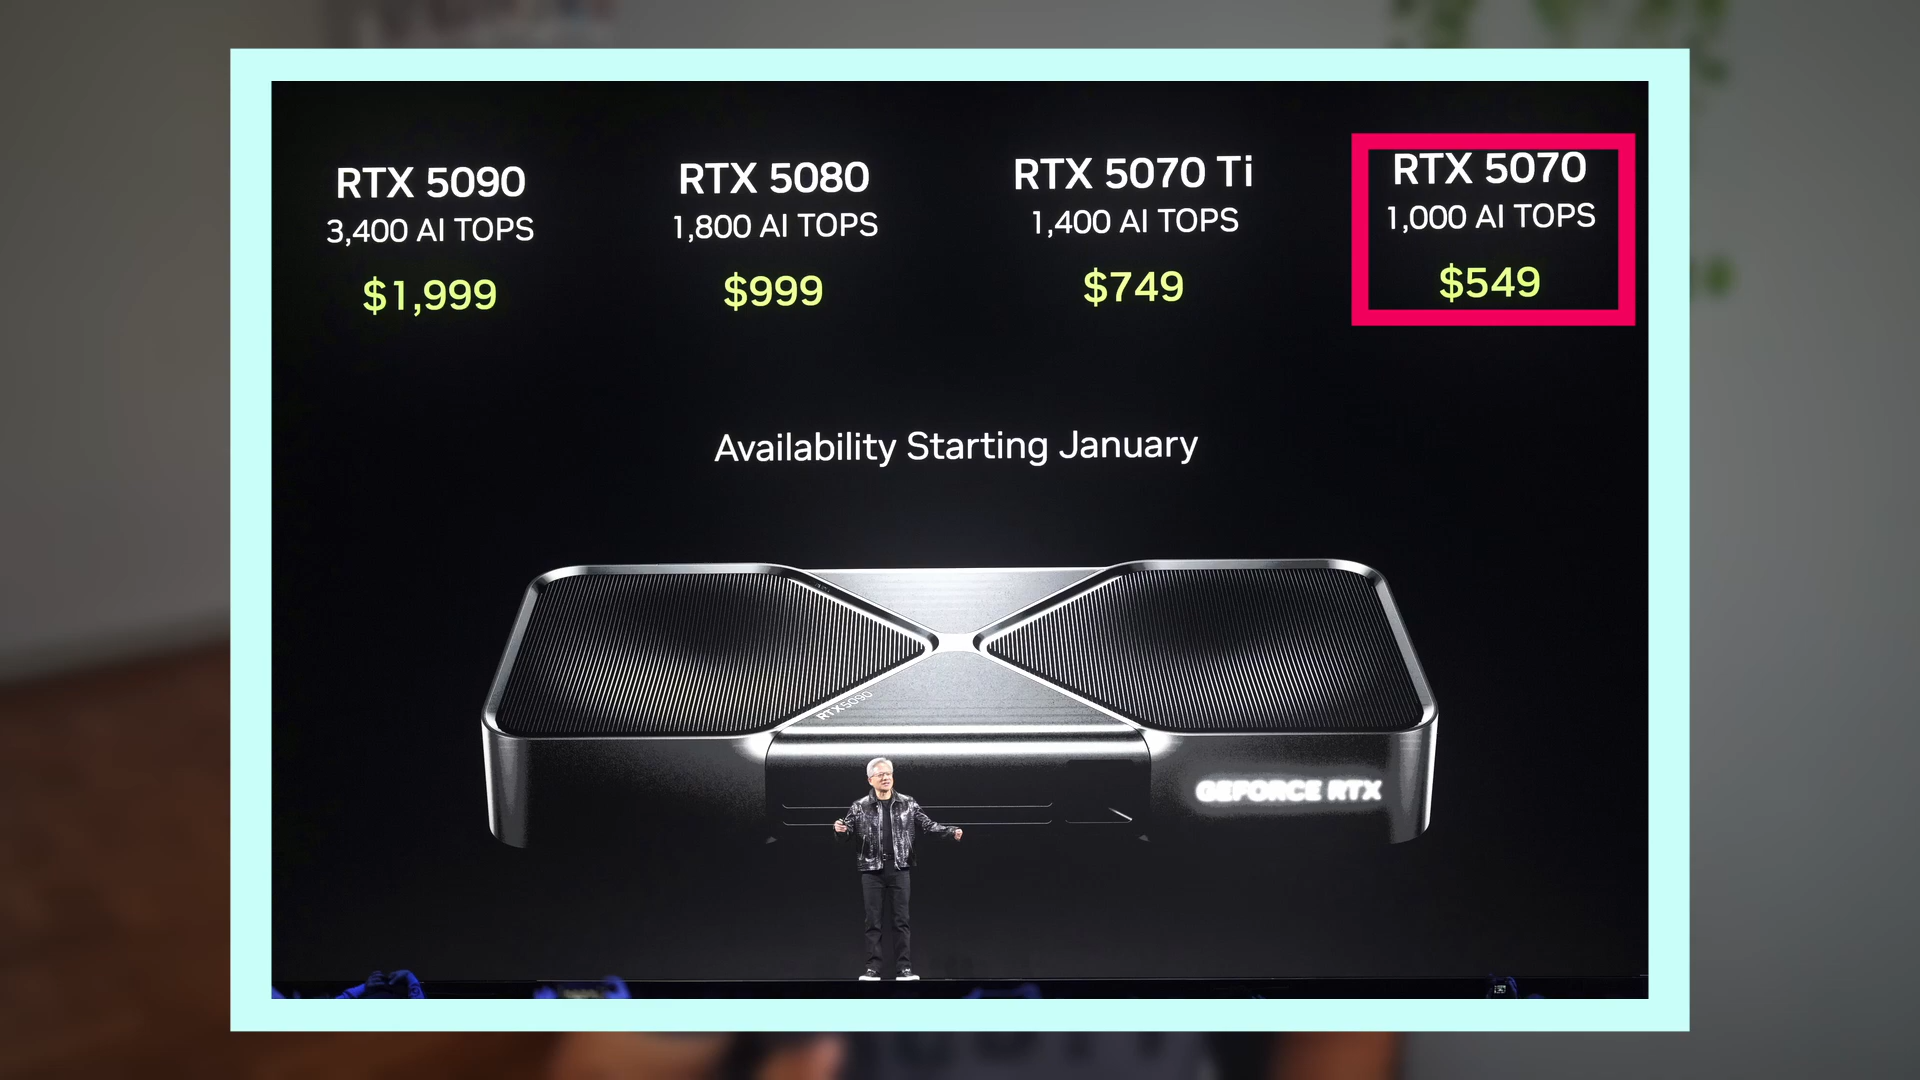 RTX 5090
3,400 AI TOPS
$1,999
RTX 5080
1,800 AI TOPS
$999
RTX 5070 Ti
1,400 AI TOPS
$749
RTX 5070
1,000 AI TOPS
$549
Availability Starting January
RTX 5090
GEFORCE RTX